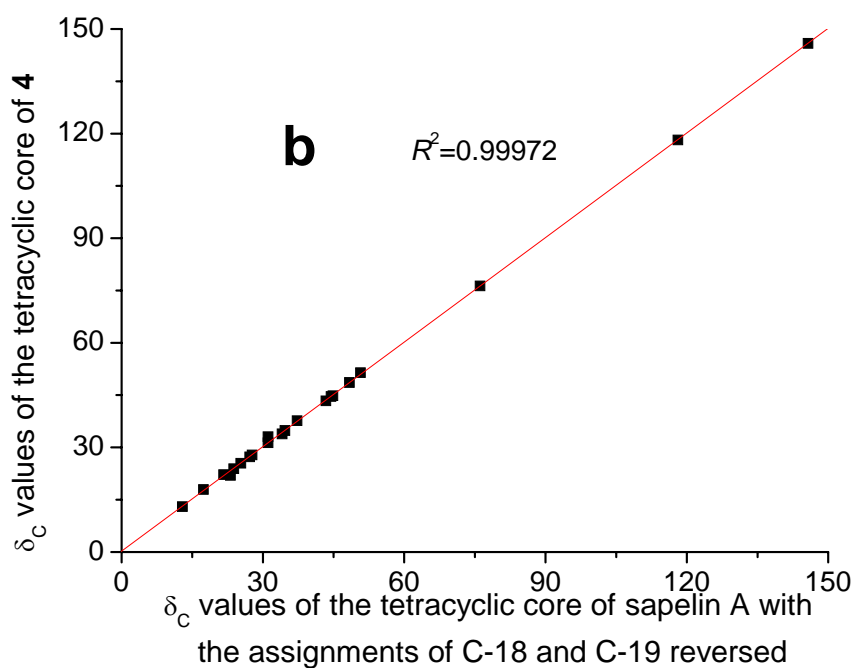 150
120
90
60
30
0
δC values of the tetracyclic core of 4
b
R²=0.99972
0 30 60 90 120 150
δC values of the tetracyclic core of sapelin A with
the assignments of C-18 and C-19 reversed